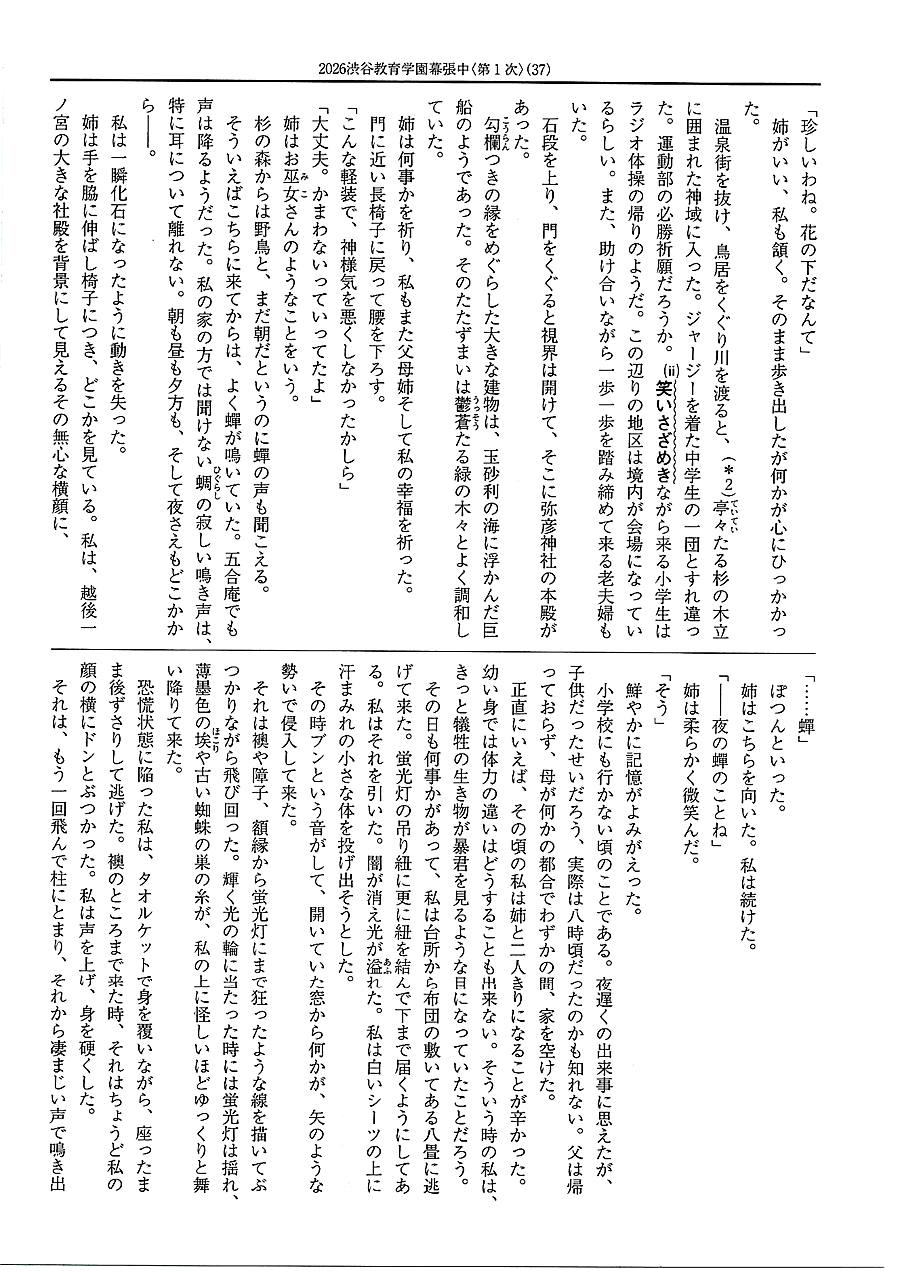 2026渋谷教育学園幕張中〈第1次〉(37)
「珍しいわね。花の下だなんて」
姉がいい、私も頷く。そのまま歩き出したが何かが心にひっかかっ
た。
温泉街を抜け、鳥居をくぐり川を渡ると、(*2)亭々たる杉の木立
に囲まれた神域に入った。ジャージーを着た中学生の一団とすれ違っ
た。運動部の必勝祈願だろうか。(ii)笑いさざめきながら来る小学生は
ラジオ体操の帰りのようだ。この辺りの地区は境内が会場になってい
るらしい。また、助け合いながら一歩一歩を踏み締めて来る老夫婦も
いた。
石段を上り、門をくぐると視界は開けて、そこに弥彦神社の本殿が
あった。
勾欄つきの縁をめぐらした大きな建物は、玉砂利の海に浮かんだ巨
船のようであった。そのたたずまいは鬱蒼たる緑の木々とよく調和し
ていた。
姉は何事かを祈り、私もまた父母姉そして私の幸福を祈った。
門に近い長椅子に戻って腰を下ろす。
「こんな軽装で、神様気を悪くしなかったかしら」
「大丈夫。かまわないっていってたよ」
姉はお巫女さんのようなことをいう。
杉の森からは野鳥と、まだ朝だというのに蟬の声も聞こえる。
そういえばこちらに来てからは、よく蟬が鳴いていた。五合庵でも
声は降るようだった。私の家の方では聞けない蜩の寂しい鳴き声は、
特に耳について離れない。朝も昼も夕方も、そして夜さえもどこかか
ら――。
私は一瞬化石になったように動きを失った。
姉は手を脇に伸ばし椅子につき、どこかを見ている。私は、越後一
ノ宮の大きな社殿を背景にして見えるその無心な横顔に、
「……蟬」
ぽつんといった。
姉はこちらを向いた。私は続けた。
「――夜の蟬のことね」
姉は柔らかく微笑んだ。
「そう」
鮮やかに記憶がよみがえった。
小学校にも行かない頃のことである。夜遅くの出来事に思えたが、
子供だったせいだろう、実際は八時頃だったのかも知れない。父は帰
っておらず、母が何かの都合でわずかの間、家を空けた。
正直にいえば、その頃の私は姉と二人きりになることが辛かった。
幼い身では体力の違いはどうすることも出来ない。そういう時の私は、
きっと犠牲の生き物が暴君を見るような目になっていたことだろう。
その日も何事かがあって、私は台所から布団の敷いてある八畳に逃
げて来た。蛍光灯の吊り紐に更に紐を結んで下まで届くようにしてあ
る。私はそれを引いた。闇が消え光が溢れた。私は白いシーツの上に
汗まみれの小さな体を投げ出そうとした。
その時ブンという音がして、開いていた窓から何かが、矢のような
勢いで侵入して来た。
それは襖や障子、額縁から蛍光灯にまで狂ったような線を描いてぶ
つかりながら飛び回った。輝く光の輪に当たった時には蛍光灯は揺れ、
薄墨色の埃や古い蜘蛛の巣の糸が、私の上に怪しいほどゆっくりと舞
い降りて来た。
恐慌状態に陥った私は、タオルケットで身を覆いながら、座ったま
ま後ずさりして逃げた。襖のところまで来た時、それはちょうど私の
顔の横にドンとぶつかった。私は声を上げ、身を硬くした。
それは、もう一回飛んで柱にとまり、それから凄まじい声で鳴き出